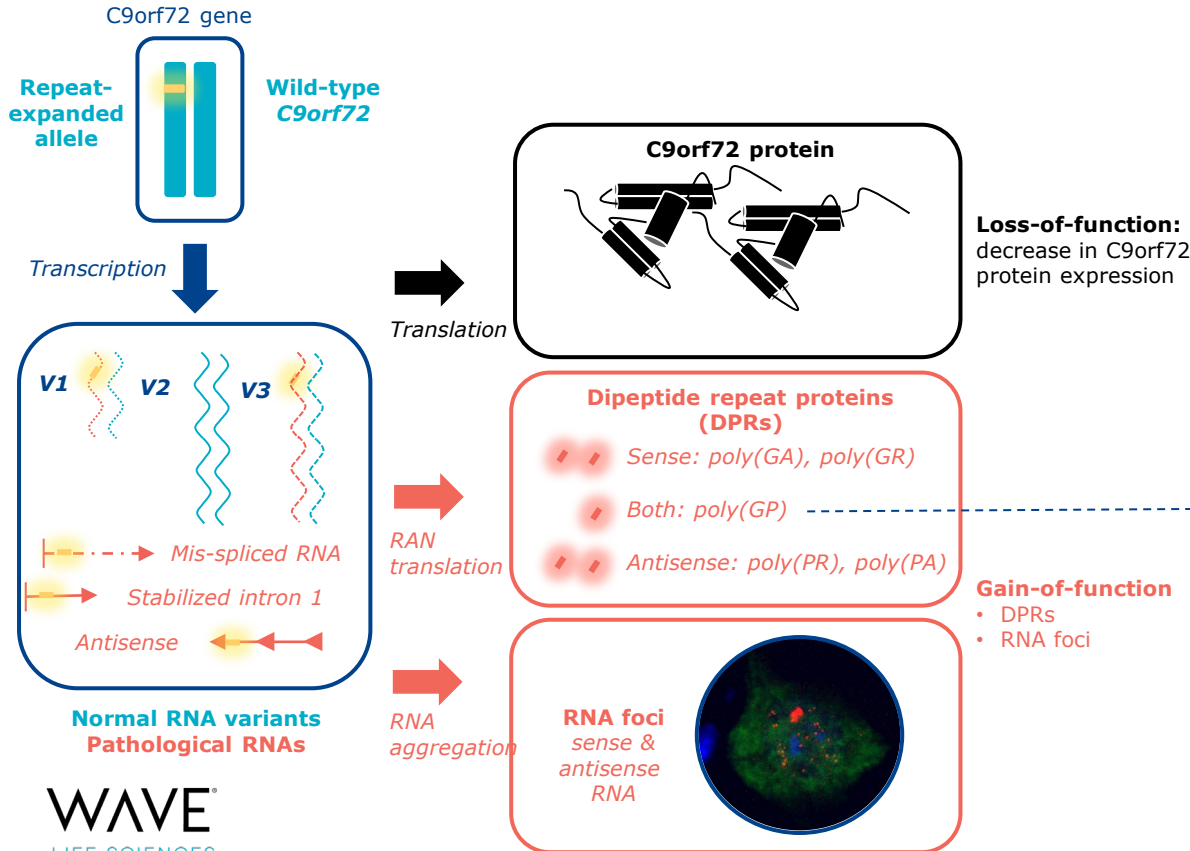 C9orf72 gene
Repeat-
expanded
allele
Wild-type
C9orf72
Transcription
V1
V2
V3
Mis-spliced RNA
Stabilized intron 1
Antisense
Normal RNA variants
Pathological RNAs
Translation
RAN
translation
RNA
aggregation
C9orf72 protein
Loss-of-function:
decrease in C9orf72
protein expression
Dipeptide repeat proteins
(DPRs)
Sense: poly(GA), poly(GR)
Both: poly(GP)
Antisense: poly(PR), poly(PA)
Gain-of-function
• DPRs
• RNA foci
RNA foci
sense &
antisense
RNA
WAVE®
LIFE SCIENCES